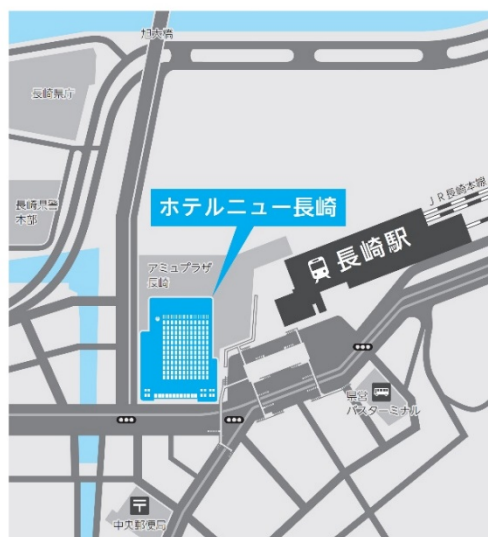 旭大橋
長崎県庁
長崎県警
本部
ホテルニュー長崎
アミュプラザ
長崎
長崎駅
JR長崎本線
県営
バスターミナル
中央郵便局